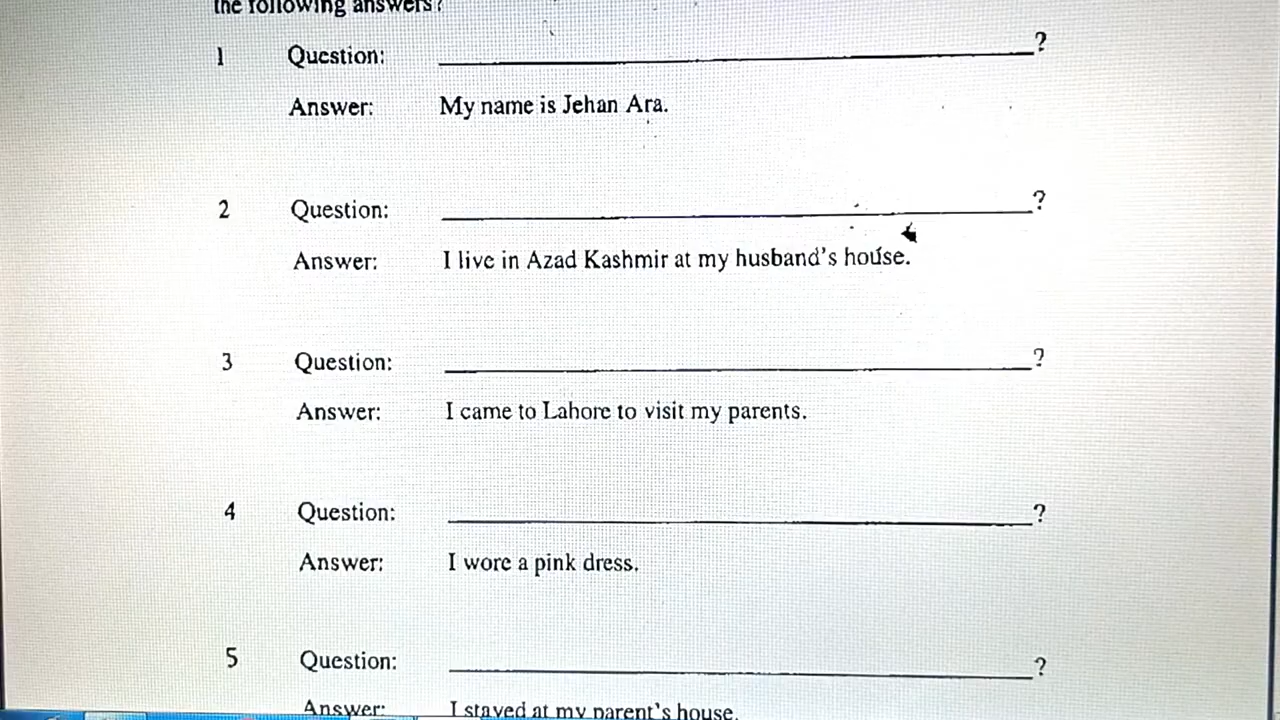 the following answers?
1 Question: ?
Answer: My name is Jehan Ara.
2 Question: ?
Answer: I live in Azad Kashmir at my husband's house.
3 Question: ?
Answer: I came to Lahore to visit my parents.
4 Question: ?
Answer: I wore a pink dress.
5 Question: ?
Answer: I stayed at my parent's house.